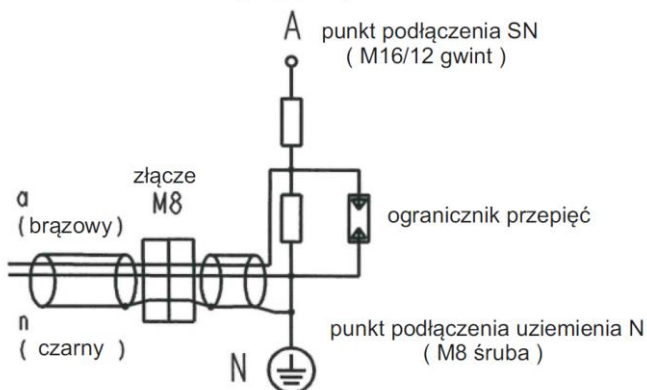 A punkt podłączenia SN
( M16/12 gwint )
złącze
M8
a
(brązowy)
ogranicznik przepięć
n
( czarny )
punkt podłączenia uziemienia N
( M8 śruba )
N